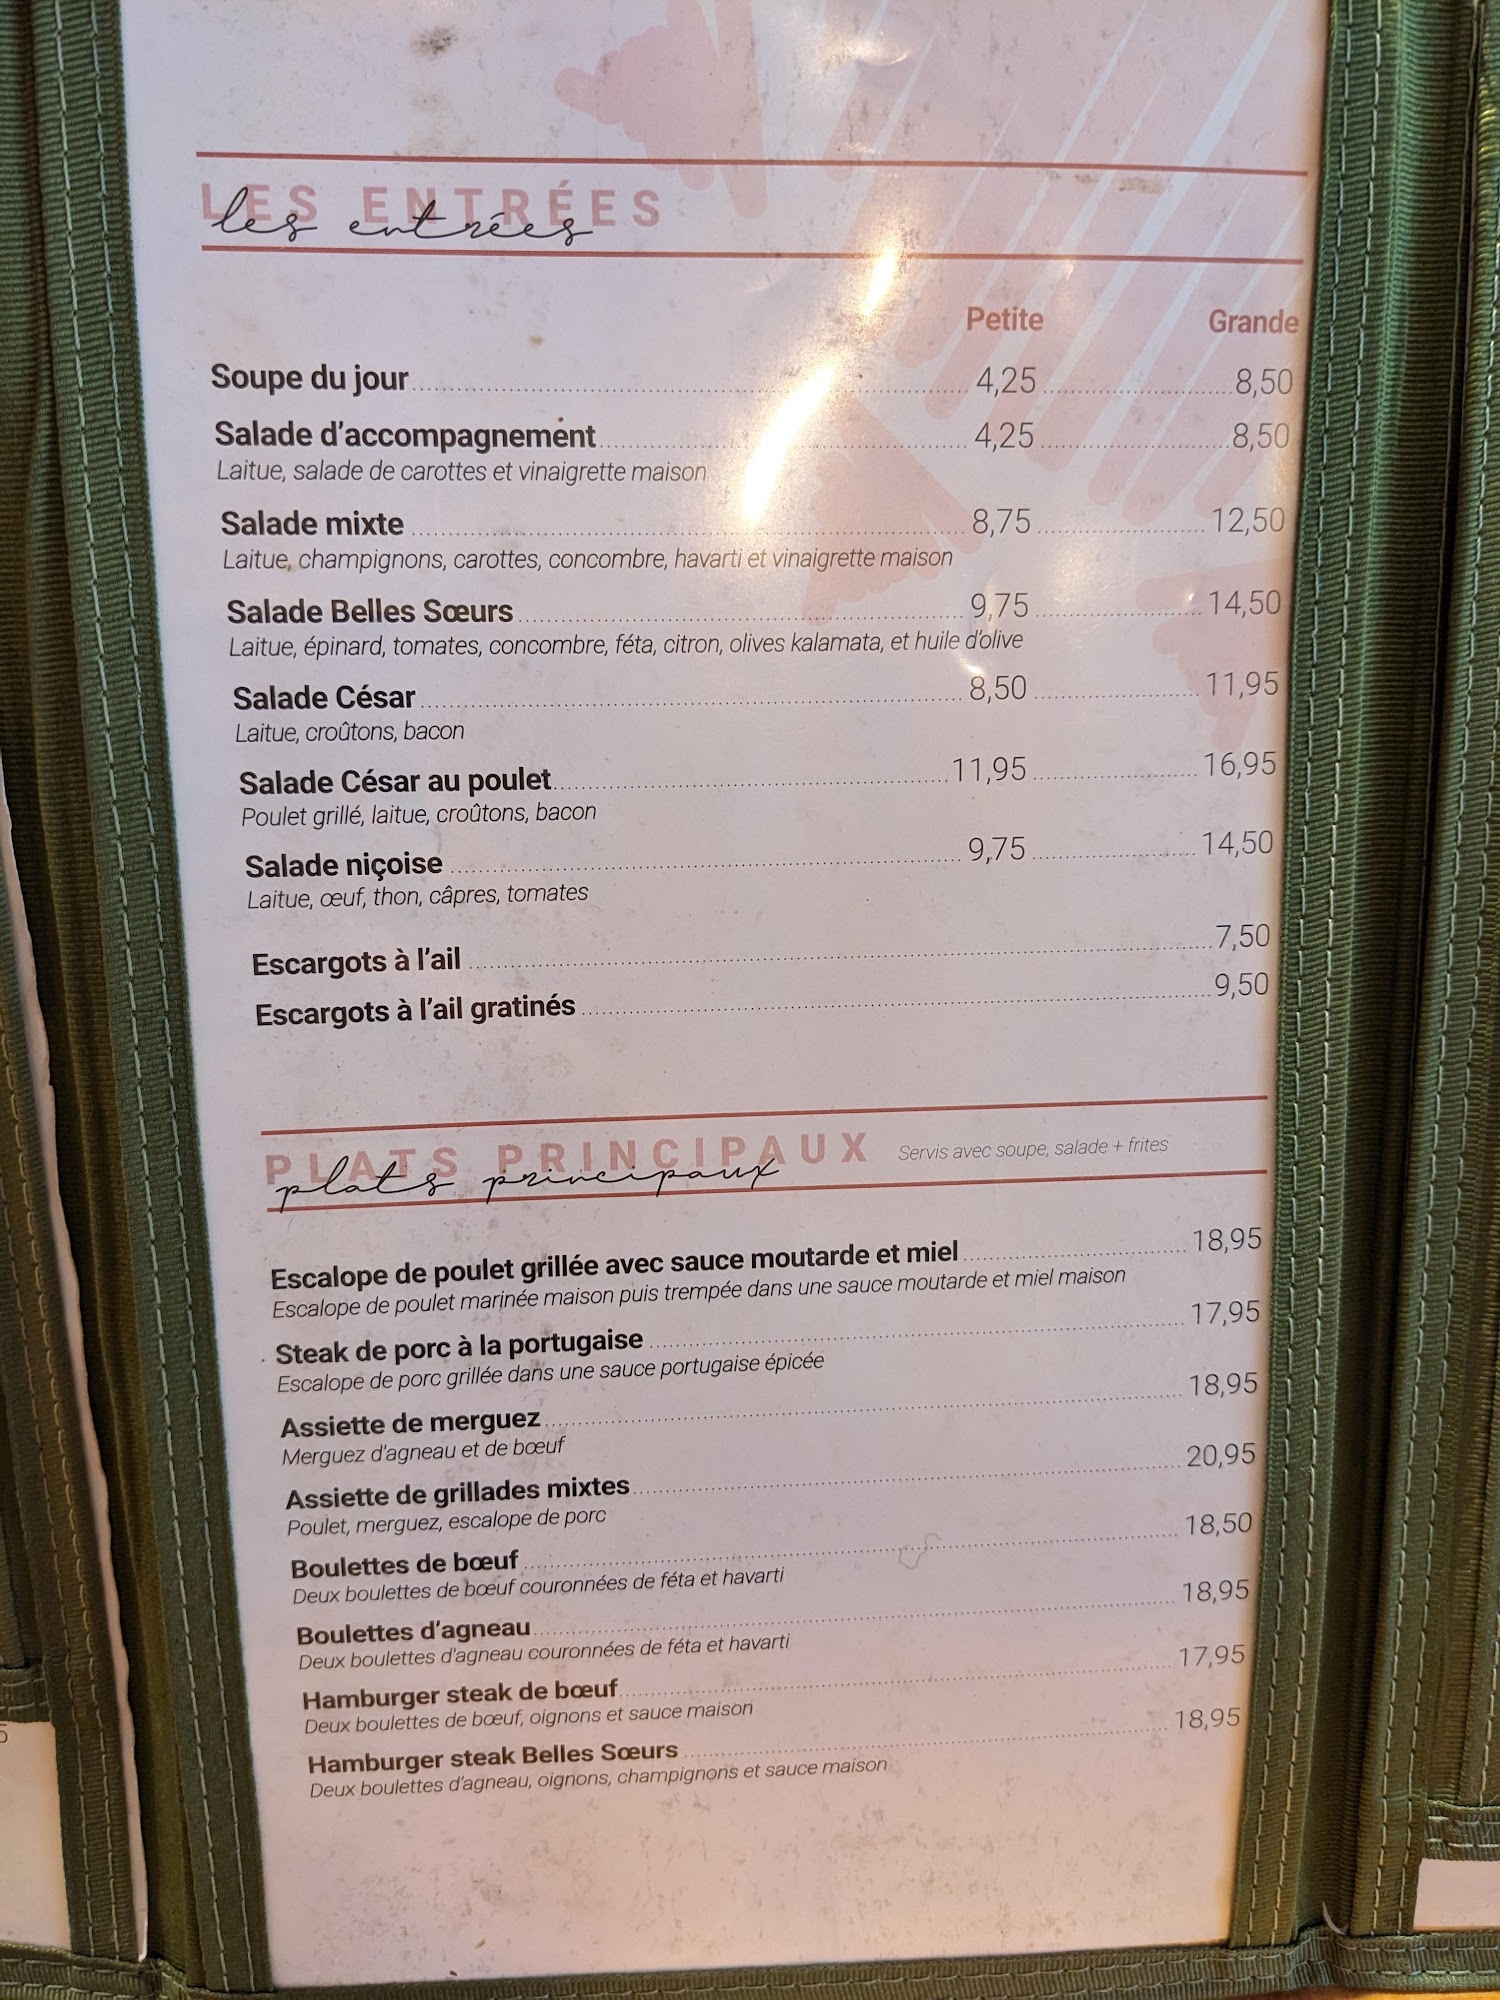 LES ENTRÉES
les entrées
Petite Grande
Soupe du jour 4,25 8,50
Salade d'accompagnement 4,25 8,50
Laitue, salade de carottes et vinaigrette maison
Salade mixte 8,75 12,50
Laitue, champignons, carottes, concombre, havarti et vinaigrette maison
Salade Belles Sœurs 9,75 14,50
Laitue, épinard, tomates, concombre, féta, citron, olives kalamata, et huile d'olive
Salade César 8,50 11,95
Laitue, croûtons, bacon
Salade César au poulet 11,95 16,95
Poulet grillé, laitue, croûtons, bacon
Salade niçoise 9,75 14,50
Laitue, œuf, thon, câpres, tomates
Escargots à l'ail 7,50
Escargots à l'ail gratinés 9,50
PLATS PRINCIPAUX Servis avec soupe, salade + frites
plats principaux
Escalope de poulet grillée avec sauce moutarde et miel 18,95
Escalope de poulet marinée maison puis trempée dans une sauce moutarde et miel maison
Steak de porc à la portugaise 17,95
Escalope de porc grillée dans une sauce portugaise épicée
Assiette de merguez 18,95
Merguez d'agneau et de bœuf
Assiette de grillades mixtes 20,95
Poulet, merguez, escalope de porc
Boulettes de bœuf 18,50
Deux boulettes de bœuf couronnées de féta et havarti
Boulettes d'agneau 18,95
Deux boulettes d'agneau couronnées de féta et havarti
Hamburger steak de bœuf 17,95
Deux boulettes de bœuf, oignons et sauce maison
Hamburger steak Belles Sœurs 18,95
Deux boulettes d'agneau, oignons, champignons et sauce maison